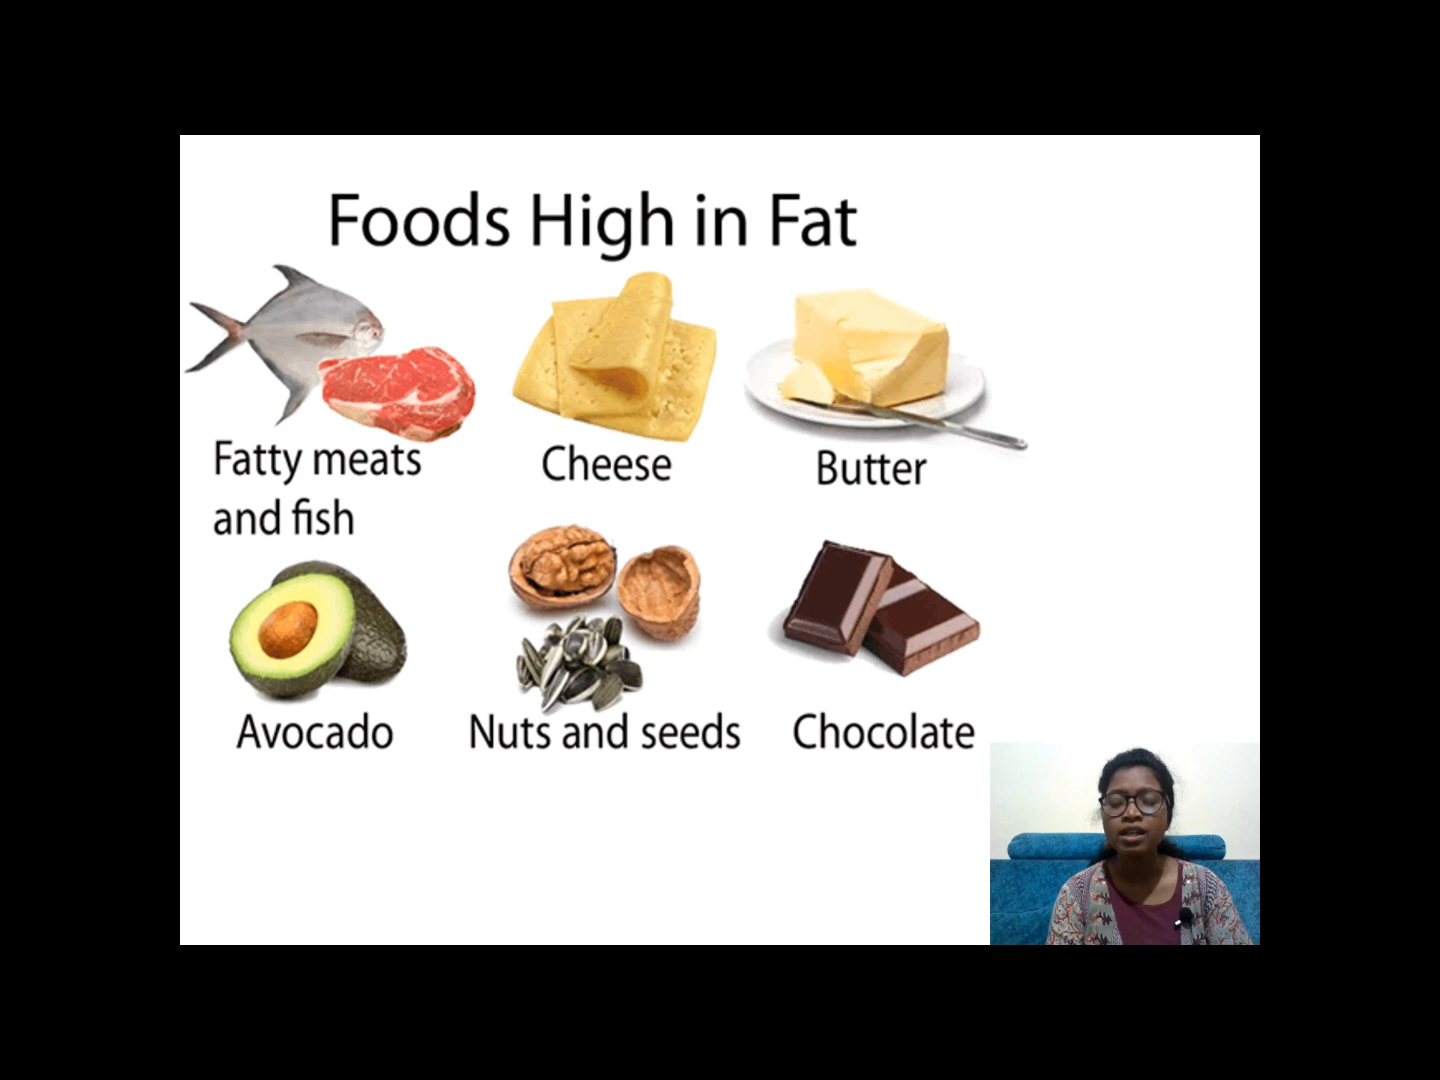 Foods High in Fat
Fatty meats
and fish
Cheese
Butter
Avocado
Nuts and seeds
Chocolate